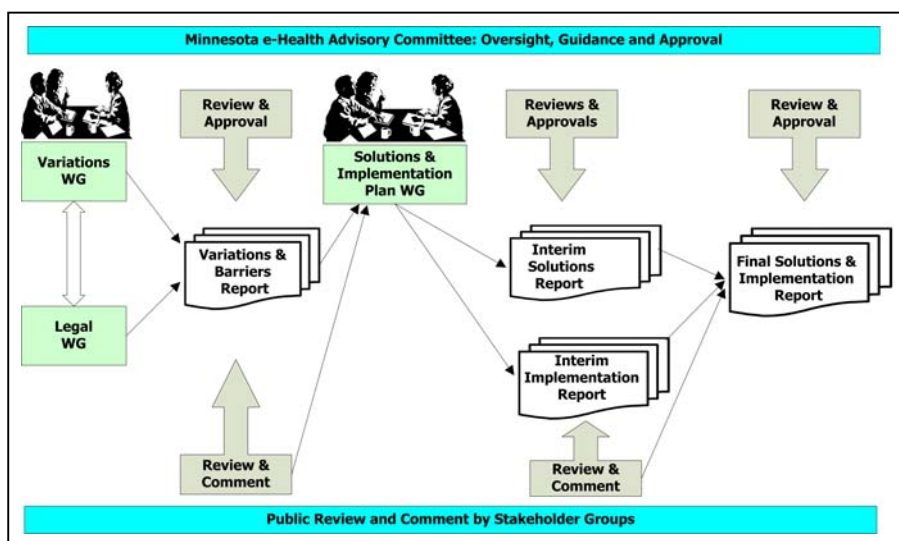 Minnesota e-Health Advisory Committee: Oversight, Guidance and Approval
Review &
Approval
Reviews &
Approvals
Review &
Approval
Variations
WG
Solutions &
Implementation
Plan WG
Variations &
Barriers
Report
Interim
Solutions
Report
Final Solutions &
Implementation
Report
Legal
WG
Interim
Implementation
Report
Review &
Comment
Review &
Comment
Public Review and Comment by Stakeholder Groups